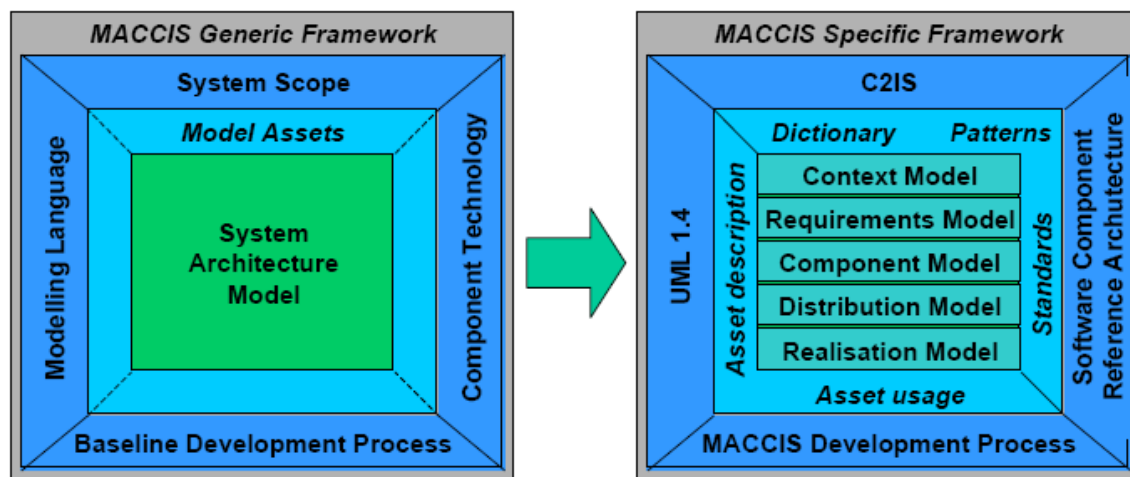 MACCIS Generic Framework
System Scope
Model Assets
Modelling Language
System
Architecture
Model
Component Technology
Baseline Development Process
MACCIS Specific Framework
C2IS
Dictionary Patterns
UML 1.4
Asset description
Context Model
Requirements Model
Component Model
Distribution Model
Realisation Model
Standards
Software Component
Reference Archutecture
Asset usage
MACCIS Development Process